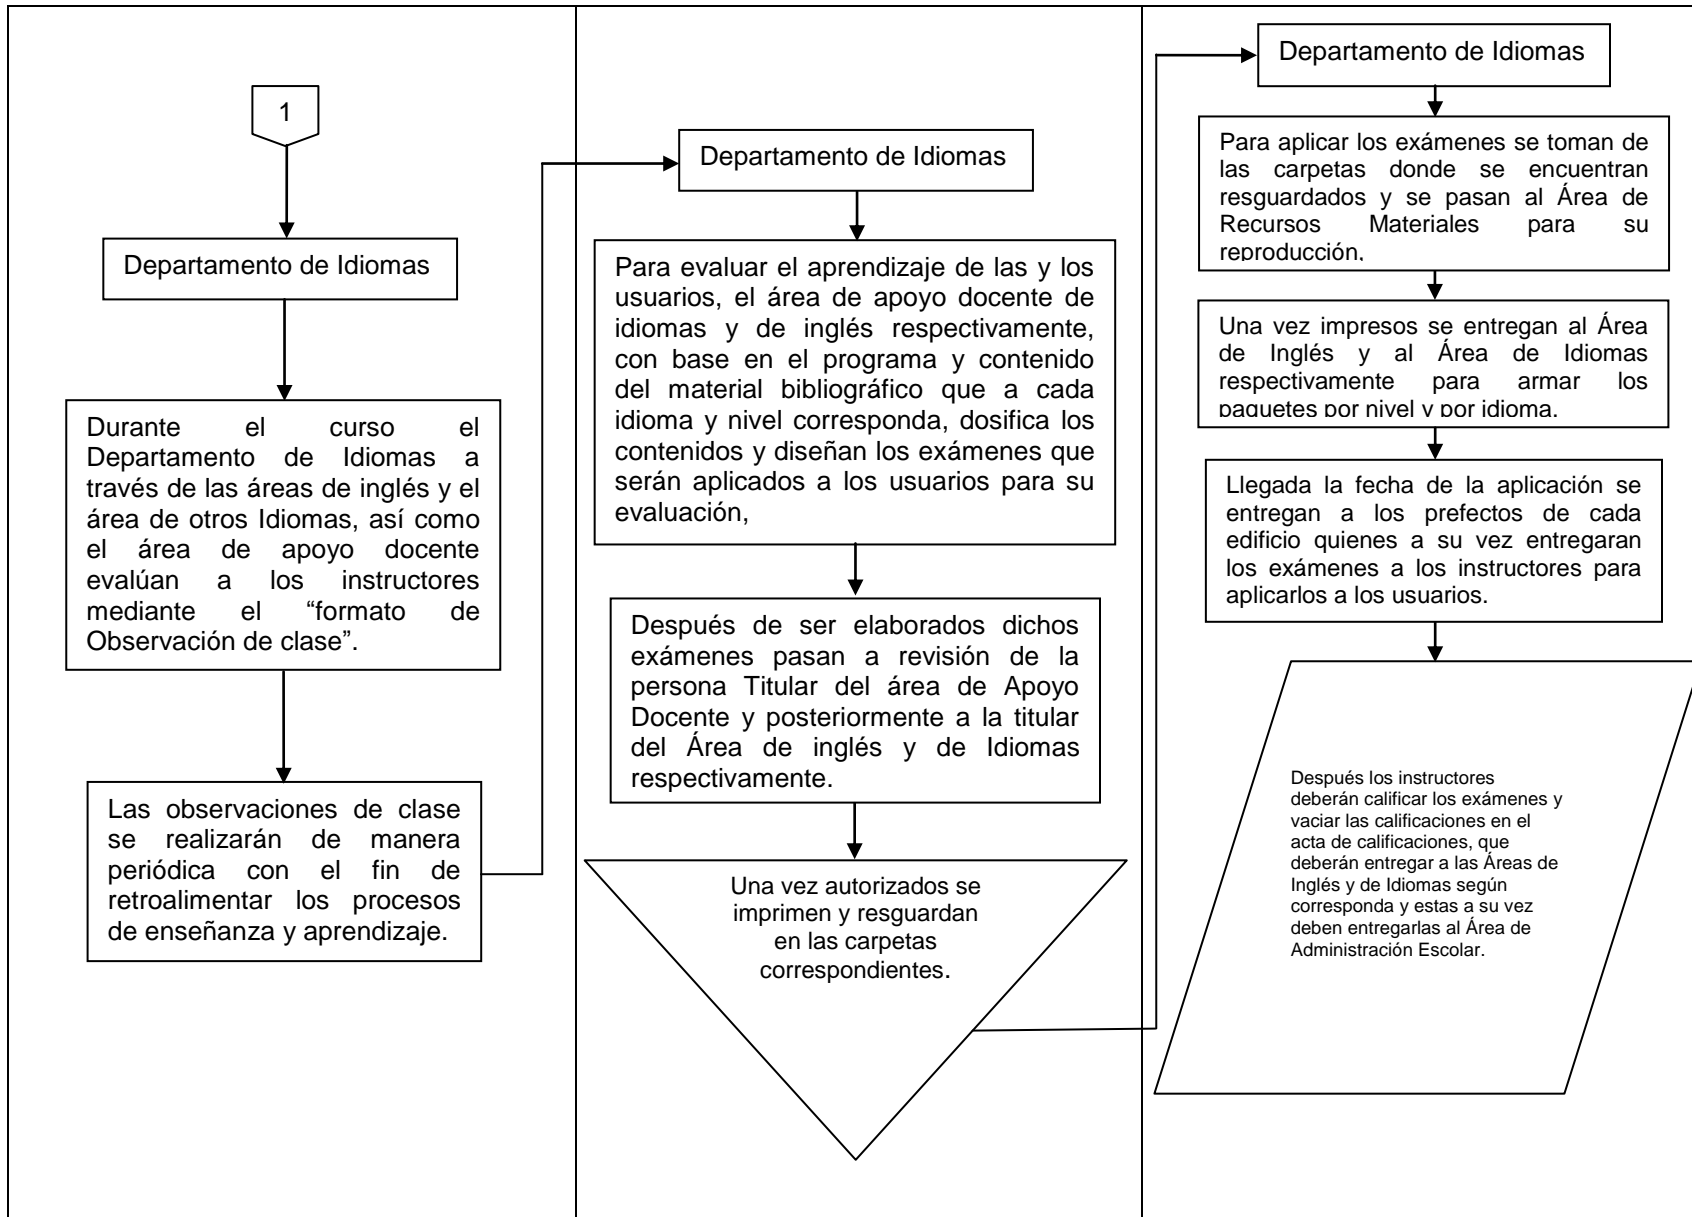 1
Departamento de Idiomas
Durante el curso el
Departamento de Idiomas a
través de las áreas de inglés y el
área de otros Idiomas, así como
el área de apoyo docente
evalúan a los instructores
mediante el “formato de
Observación de clase”.
Las observaciones de clase
se realizarán de manera
periódica con el fin de
retroalimentar los procesos
de enseñanza y aprendizaje.
Departamento de Idiomas
Para evaluar el aprendizaje de las y los
usuarios, el área de apoyo docente de
idiomas y de inglés respectivamente,
con base en el programa y contenido
del material bibliográfico que a cada
idioma y nivel corresponda, dosifica los
contenidos y diseñan los exámenes que
serán aplicados a los usuarios para su
evaluación,
Después de ser elaborados dichos
exámenes pasan a revisión de la
persona Titular del área de Apoyo
Docente y posteriormente a la titular
del Área de inglés y de Idiomas
respectivamente.
Una vez autorizados se
imprimen y resguardan
en las carpetas
correspondientes.
Departamento de Idiomas
Para aplicar los exámenes se toman de
las carpetas donde se encuentran
resguardados y se pasan al Área de
Recursos Materiales para su
reproducción,
Una vez impresos se entregan al Área
de Inglés y al Área de Idiomas
respectivamente para armar los
paquetes por nivel y por idioma.
Llegada la fecha de la aplicación se
entregan a los prefectos de cada
edificio quienes a su vez entregaran
los exámenes a los instructores para
aplicarlos a los usuarios.
Después los instructores
deberán calificar los exámenes y
vaciar las calificaciones en el
acta de calificaciones, que
deberán entregar a las Áreas de
Inglés y de Idiomas según
corresponda y estas a su vez
deben entregarlas al Área de
Administración Escolar.